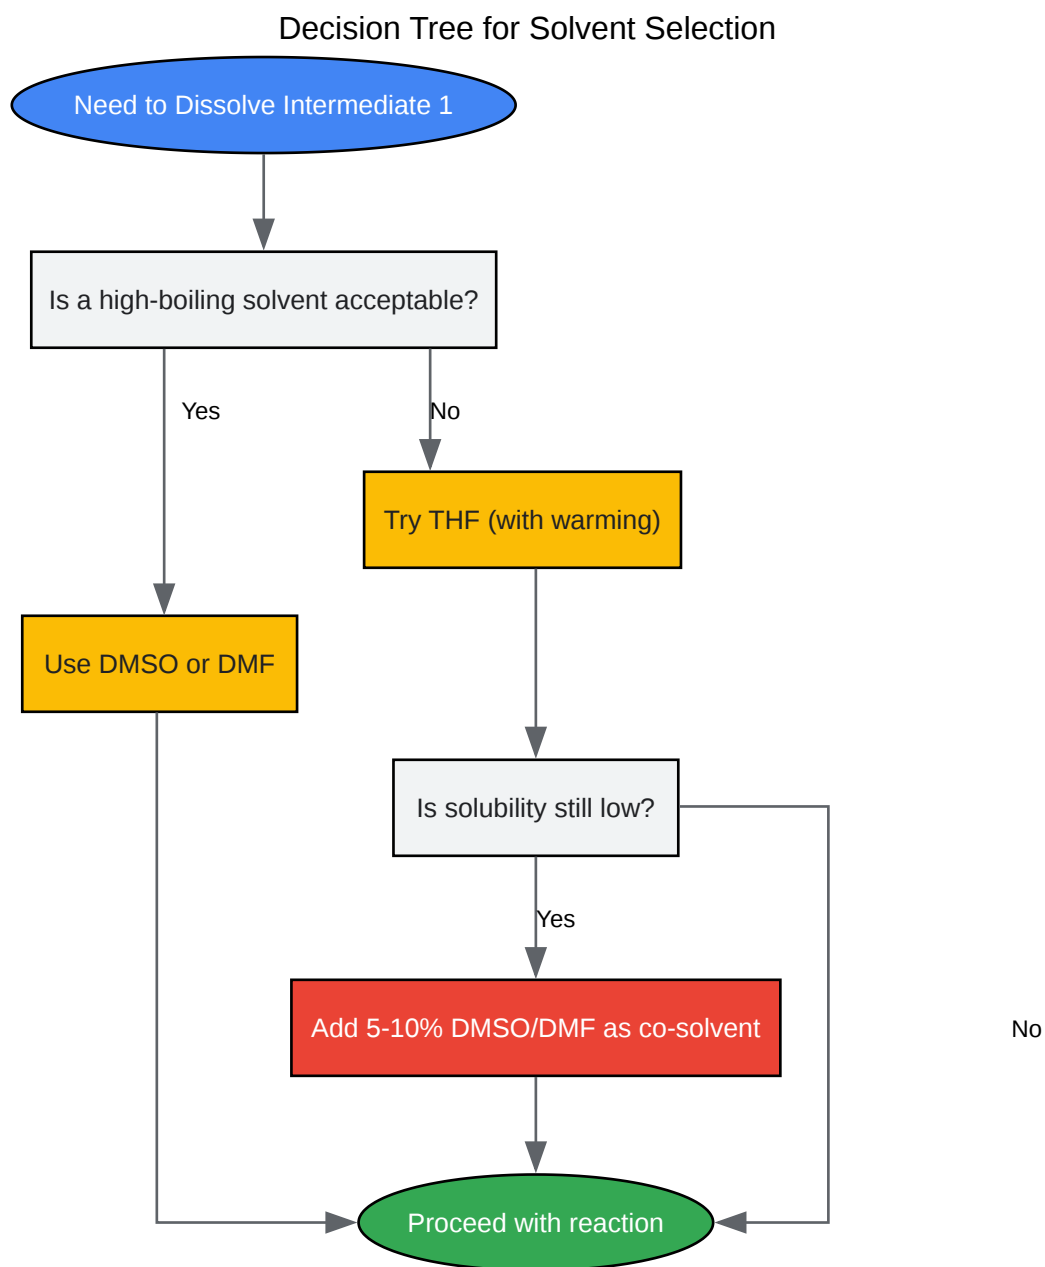 Decision Tree for Solvent Selection
Need to Dissolve Intermediate 1
Is a high-boiling solvent acceptable?
Yes
No
Try THF (with warming)
Use DMSO or DMF
Is solubility still low?
Yes
Add 5-10% DMSO/DMF as co-solvent
No
Proceed with reaction